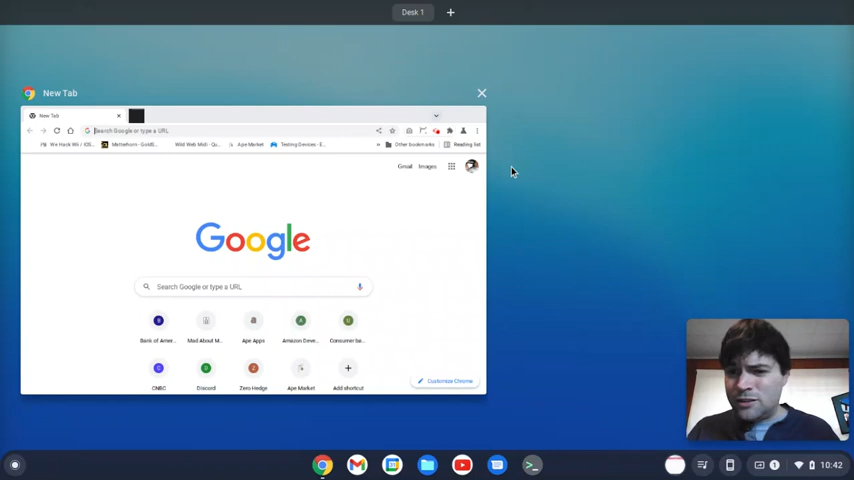 Desk 1
New Tab
New Tab
Search Google or type a URL
We Hack Wii / iOS... Matterhorn - GoldS... Wild Web Midi - Qu... Ape Market Testing Devices - E... » Other bookmarks Reading list
Gmail Images
Google
Search Google or type a URL
B U A U
Bank of Amer... Mad About M... Ape Apps Amazon Deve... Consumer ba...
C D Z
CNBC Discord Zero Hedge Ape Market Add shortcut
Customize Chrome
1 10:42